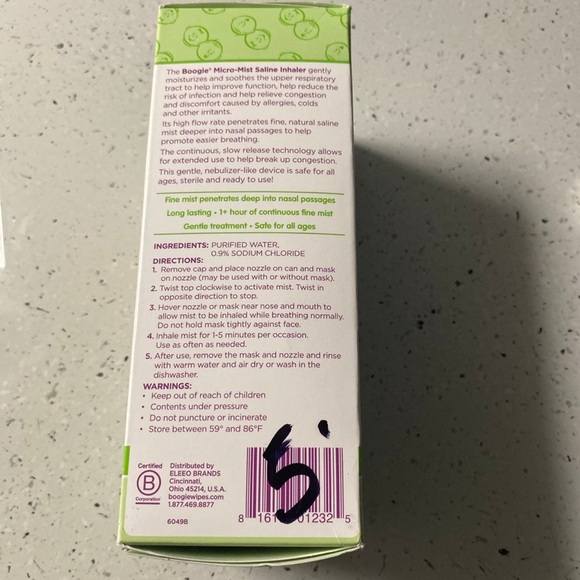 The Boogie® Micro-Mist Saline Inhaler gently
moisturizes and soothes the upper respiratory
tract to help improve function, help reduce the
risk of infection and help relieve congestion
and discomfort caused by allergies, colds
and other irritants.
Its high flow rate penetrates fine, natural saline
mist deeper into nasal passages to help
promote easier breathing.
The continuous, slow release technology allows
for extended use to help break up congestion.
This gentle, nebulizer-like device is safe for all
ages, sterile and ready to use!
Fine mist penetrates deep into nasal passages
Long lasting • 1+ hour of continuous fine mist
Gentle treatment • Safe for all ages
INGREDIENTS: PURIFIED WATER,
0.9% SODIUM CHLORIDE
DIRECTIONS:
1. Remove cap and place nozzle on can and mask
on nozzle (may be used with or without mask).
2. Twist top clockwise to activate mist. Twist in
opposite direction to stop.
3. Hover nozzle or mask near nose and mouth to
allow mist to be inhaled while breathing normally.
Do not hold mask tightly against face.
4. Inhale mist for 1-5 minutes per occasion.
Use as often as needed.
5. After use, remove the mask and nozzle and rinse
with warm water and air dry or wash in the
dishwasher.
WARNINGS:
• Keep out of reach of children
• Contents under pressure
• Do not puncture or incinerate
• Store between 59° and 86°F
Certified
B
Corporation
Distributed by
ELEEO BRANDS
Cincinnati,
Ohio 45214, U.S.A.
boogiewipes.com
1.877.469.8877
6049B
5
8 161 01232 5